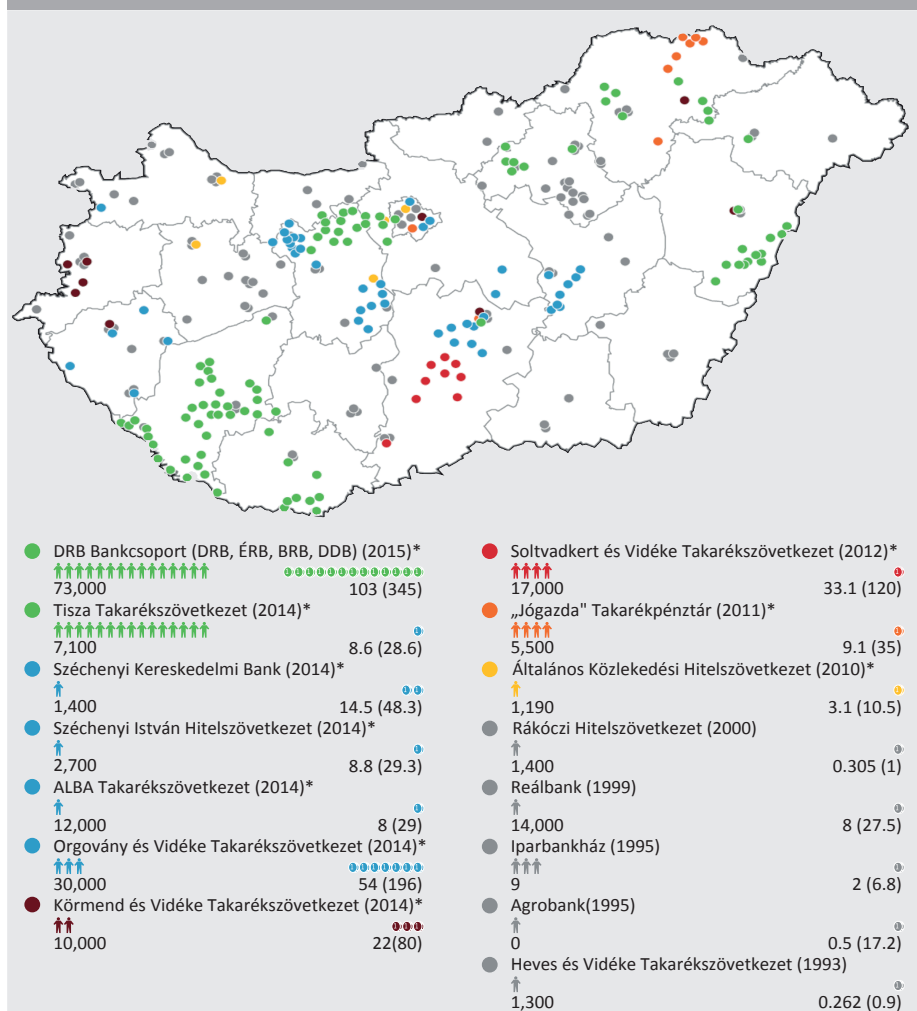 DRB Bankcsoport (DRB, ÉRB, BRB, DDB) (2015)*
73,000 103 (345)
Tisza Takarékszövetkezet (2014)*
7,100 8.6 (28.6)
Széchenyi Kereskedelmi Bank (2014)*
1,400 14.5 (48.3)
Széchenyi István Hitelszövetkezet (2014)*
2,700 8.8 (29.3)
ALBA Takarészövetkezet (2014)*
12,000 8 (29)
Orgovány és Vidéke Takarékszövetkezet (2014)*
30,000 54 (196)
Körmend és Vidéke Takarékszövetkezet (2014)*
10,000 22(80)
Soltvadkert és Vidéke Takarékszövetkezet (2012)*
17,000 33.1 (120)
„Jógazda" Takarékpénztár (2011)*
5,500 9.1 (35)
Általános Közlekedési Hitelszövetkezet (2010)*
1,190 3.1 (10.5)
Rákóczi Hitelszövetkezet (2000)
1,400 0.305 (1)
Reálbank (1999)
14,000 8 (27.5)
Iparbankház (1995)
9 2 (6.8)
Agrobank(1995)
0 0.5 (17.2)
Heves és Vidéke Takarékszövetkezet (1993)
1,300 0.262 (0.9)